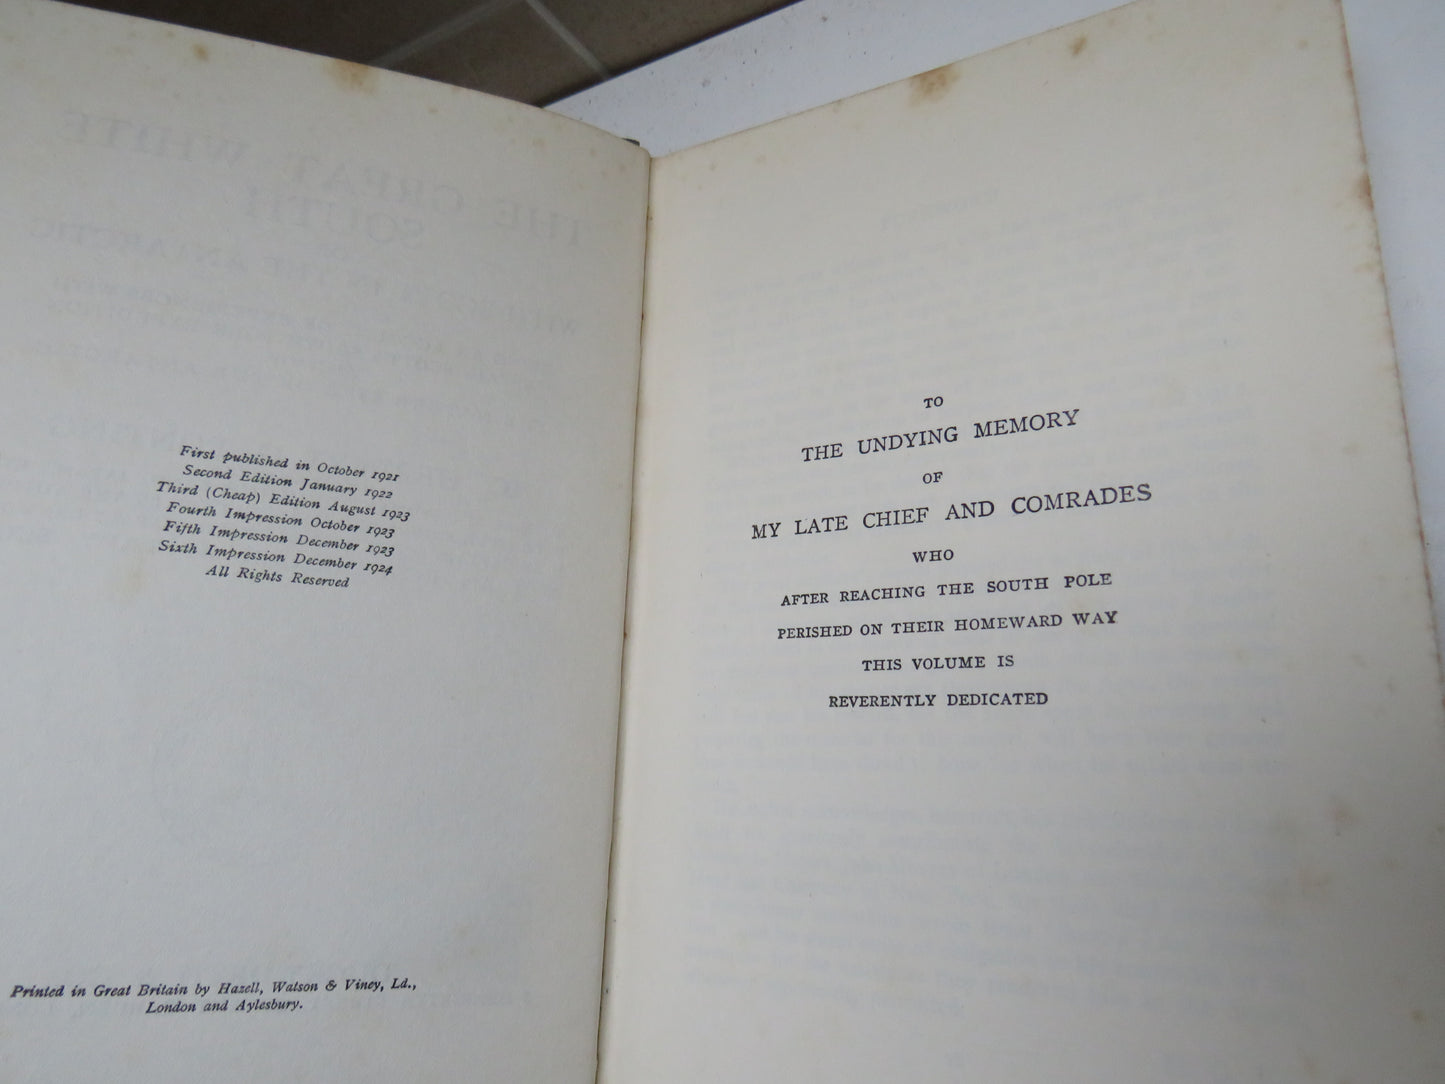 First published in October 1921
Second Edition January 1922
Third (Cheap) Edition August 1923
Fourth Impression October 1923
Fifth Impression December 1923
Sixth Impression December 1924
All Rights Reserved
Printed in Great Britain by Hazell, Watson & Viney, Ld.,
London and Aylesbury.
TO
THE UNDYING MEMORY
OF
MY LATE CHIEF AND COMRADES
WHO
AFTER REACHING THE SOUTH POLE
PERISHED ON THEIR HOMEWARD WAY
THIS VOLUME IS
REVERENTLY DEDICATED